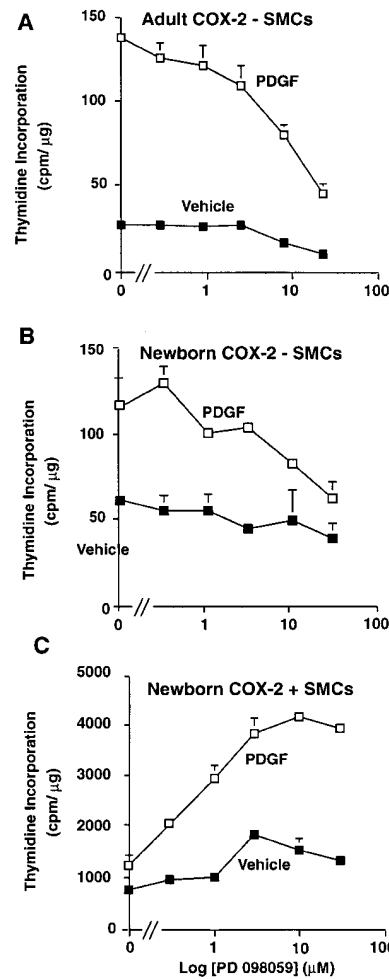 A
Adult COX-2 - SMCs
150
100
50
0
Thymidine Incorporation
(cpm/ μg)
PDGF
Vehicle
0 // 1 10 100
B
Newborn COX-2 - SMCs
150
100
50
0
Thymidine Incorporation
(cpm/ μg)
PDGF
Vehicle
0 // 1 10 100
C
Newborn COX-2 + SMCs
5000
4000
3000
2000
1000
0
Thymidine Incorporation
(cpm/ μg)
PDGF
Vehicle
0 // 1 10 100
Log [PD 098059] (μM)